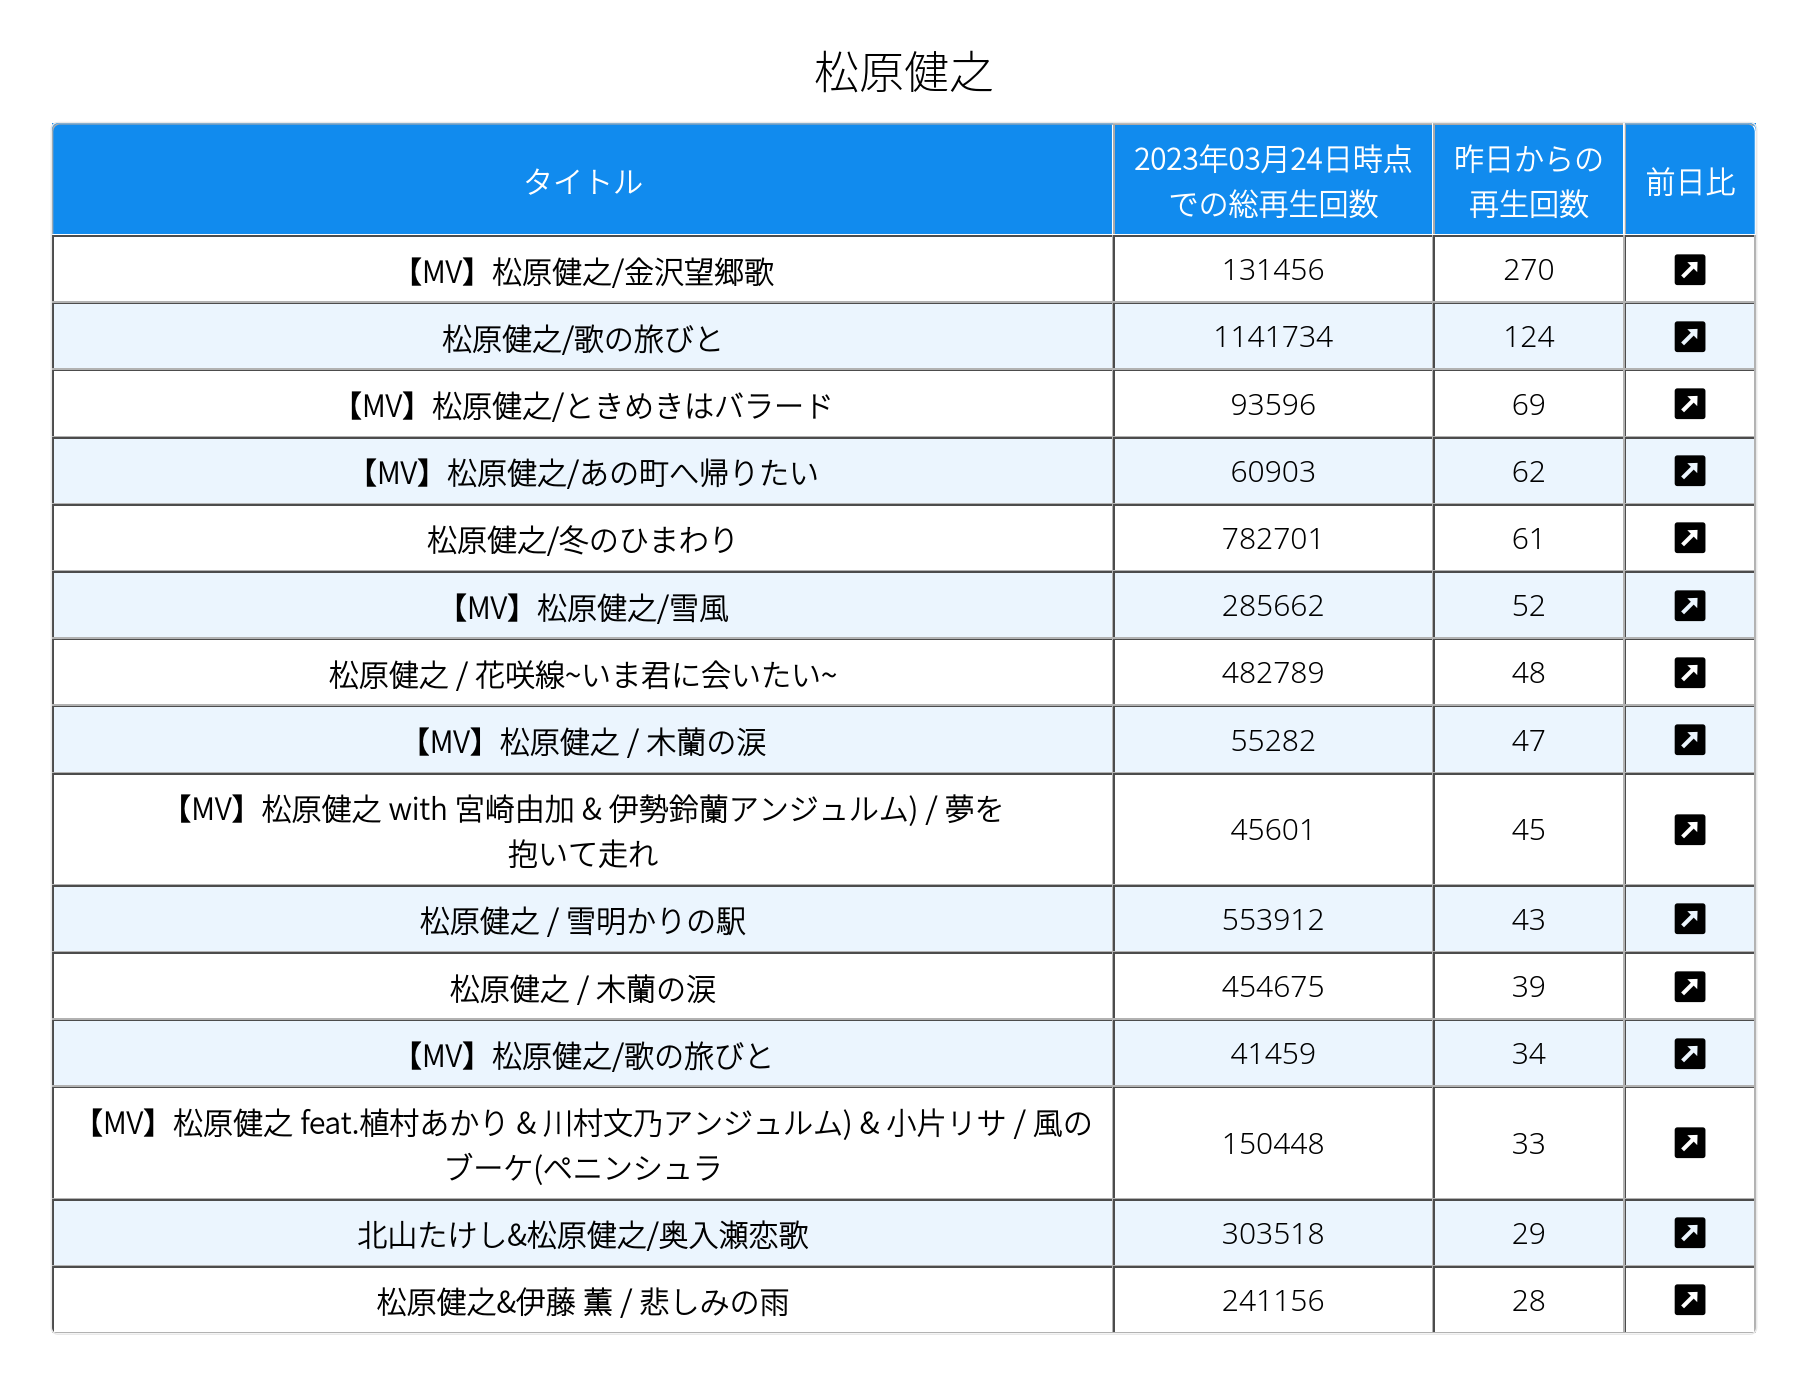 松原健之
タイトル
2023年03月24日時点
での総再生回数
昨日からの
再生回数
前日比
【MV】松原健之/金沢望郷歌 131456 270
松原健之/歌の旅びと 1141734 124
【MV】松原健之/ときめきはバラード 93596 69
【MV】松原健之/あの町へ帰りたい 60903 62
松原健之/冬のひまわり 782701 61
【MV】松原健之/雪風 285662 52
松原健之 / 花咲線~いま君に会いたい~ 482789 48
【MV】松原健之 / 木蘭の涙 55282 47
【MV】松原健之 with 宮崎由加 & 伊勢鈴蘭アンジュルム) / 夢を
抱いて走れ 45601 45
松原健之 / 雪明かりの駅 553912 43
松原健之 / 木蘭の涙 454675 39
【MV】松原健之/歌の旅びと 41459 34
【MV】松原健之 feat.植村あかり & 川村文乃アンジュルム) & 小片リサ / 風の
ブーケ(ペニンシュラ 150448 33
北山たけし&松原健之/奥入瀬恋歌 303518 29
松原健之&伊藤 薫 / 悲しみの雨 241156 28